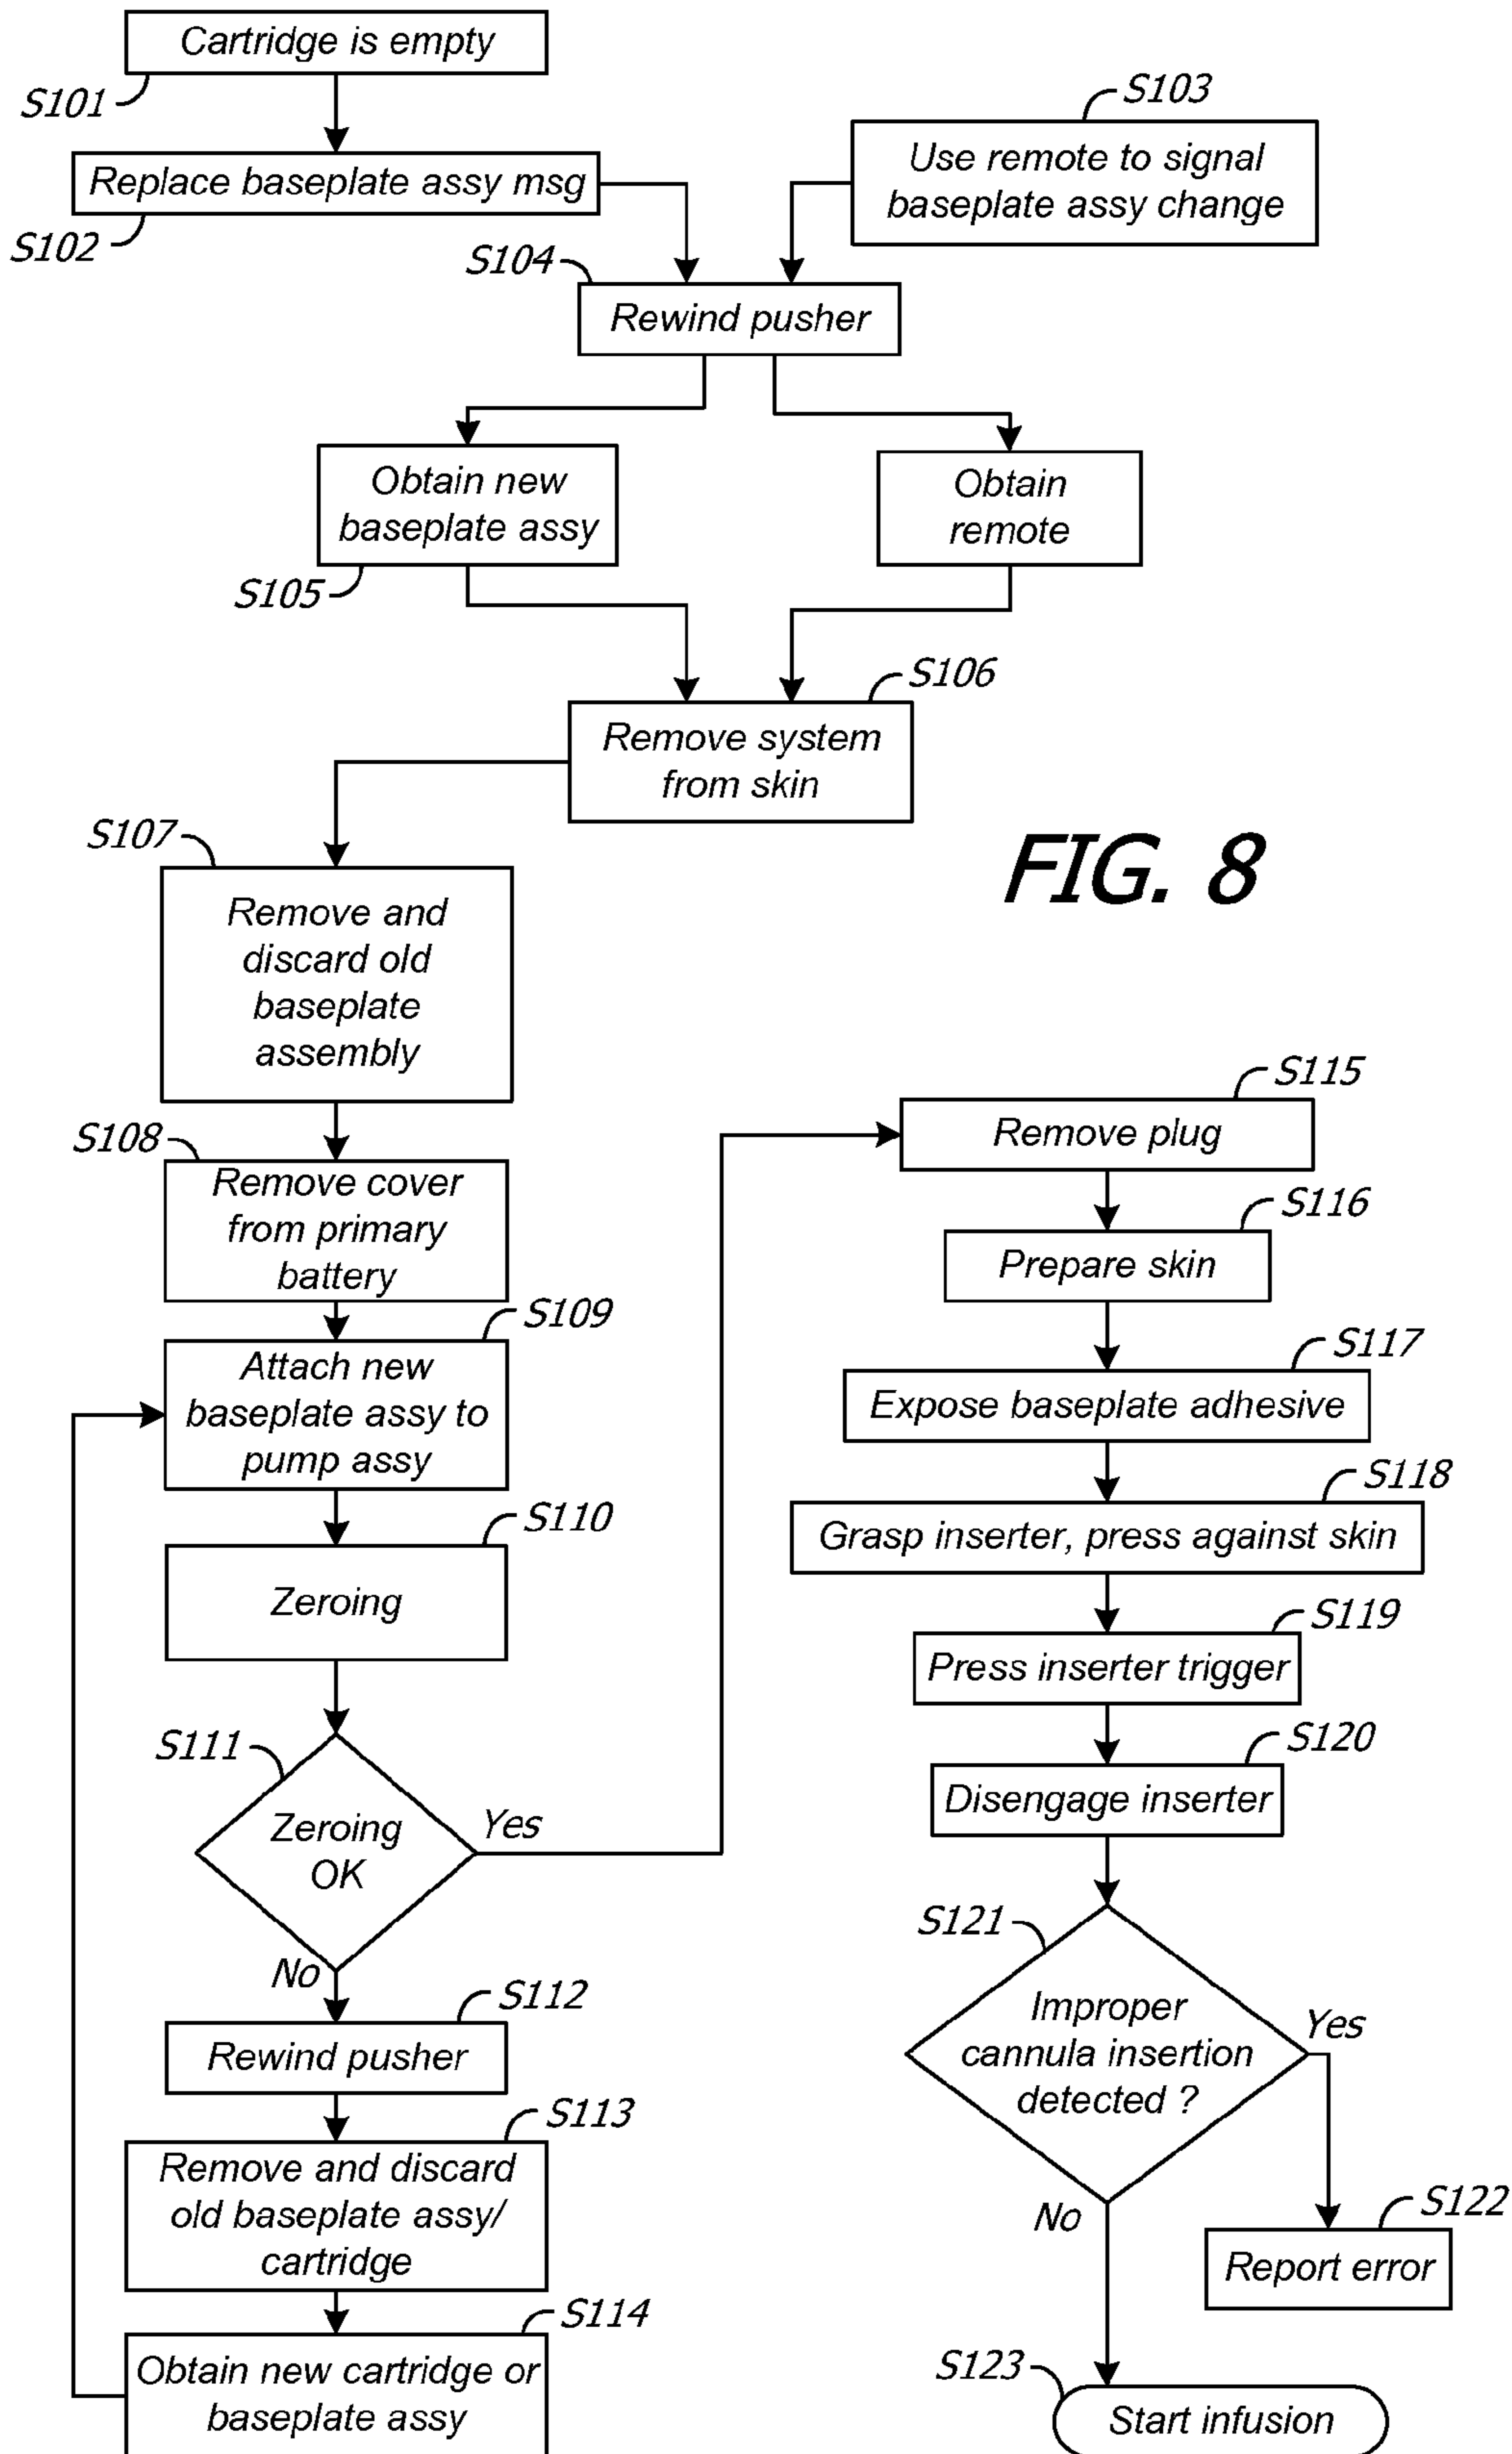 Cartridge is empty
S101
S103
Use remote to signal
baseplate assy change
Replace baseplate assy msg
S102
S104
Rewind pusher
Obtain new
baseplate assy
S105
Obtain
remote
S106
Remove system
from skin
FIG. 8
S107
Remove and
discard old
baseplate
assembly
S108
Remove cover
from primary
battery
S109
Attach new
baseplate assy to
pump assy
S110
Zeroing
S111
Zeroing
OK
Yes
No
S112
Rewind pusher
S113
Remove and discard
old baseplate assy/
cartridge
S114
Obtain new cartridge or
baseplate assy
S115
Remove plug
S116
Prepare skin
S117
Expose baseplate adhesive
S118
Grasp inserter, press against skin
S119
Press inserter trigger
S120
Disengage inserter
S121
Improper
cannula insertion
detected ?
Yes
No
S122
Report error
S123
Start infusion